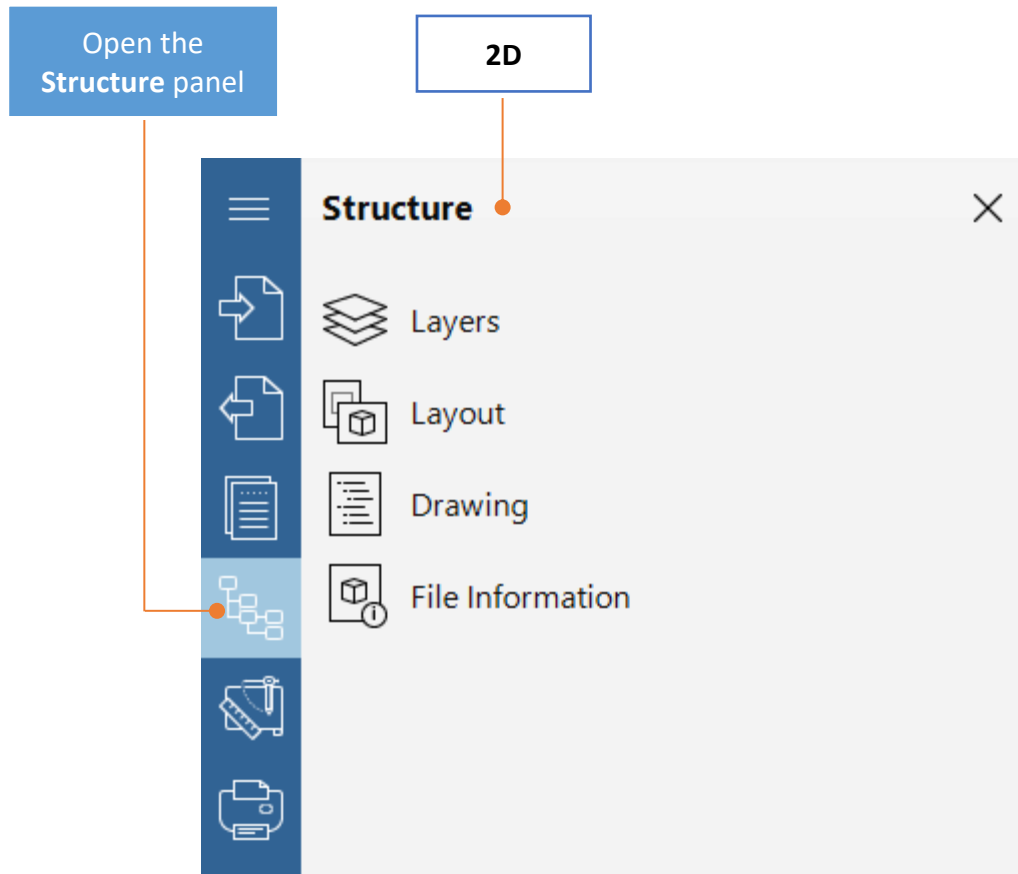 Open the
Structure panel
2D
Structure
Layers
Layout
Drawing
File Information